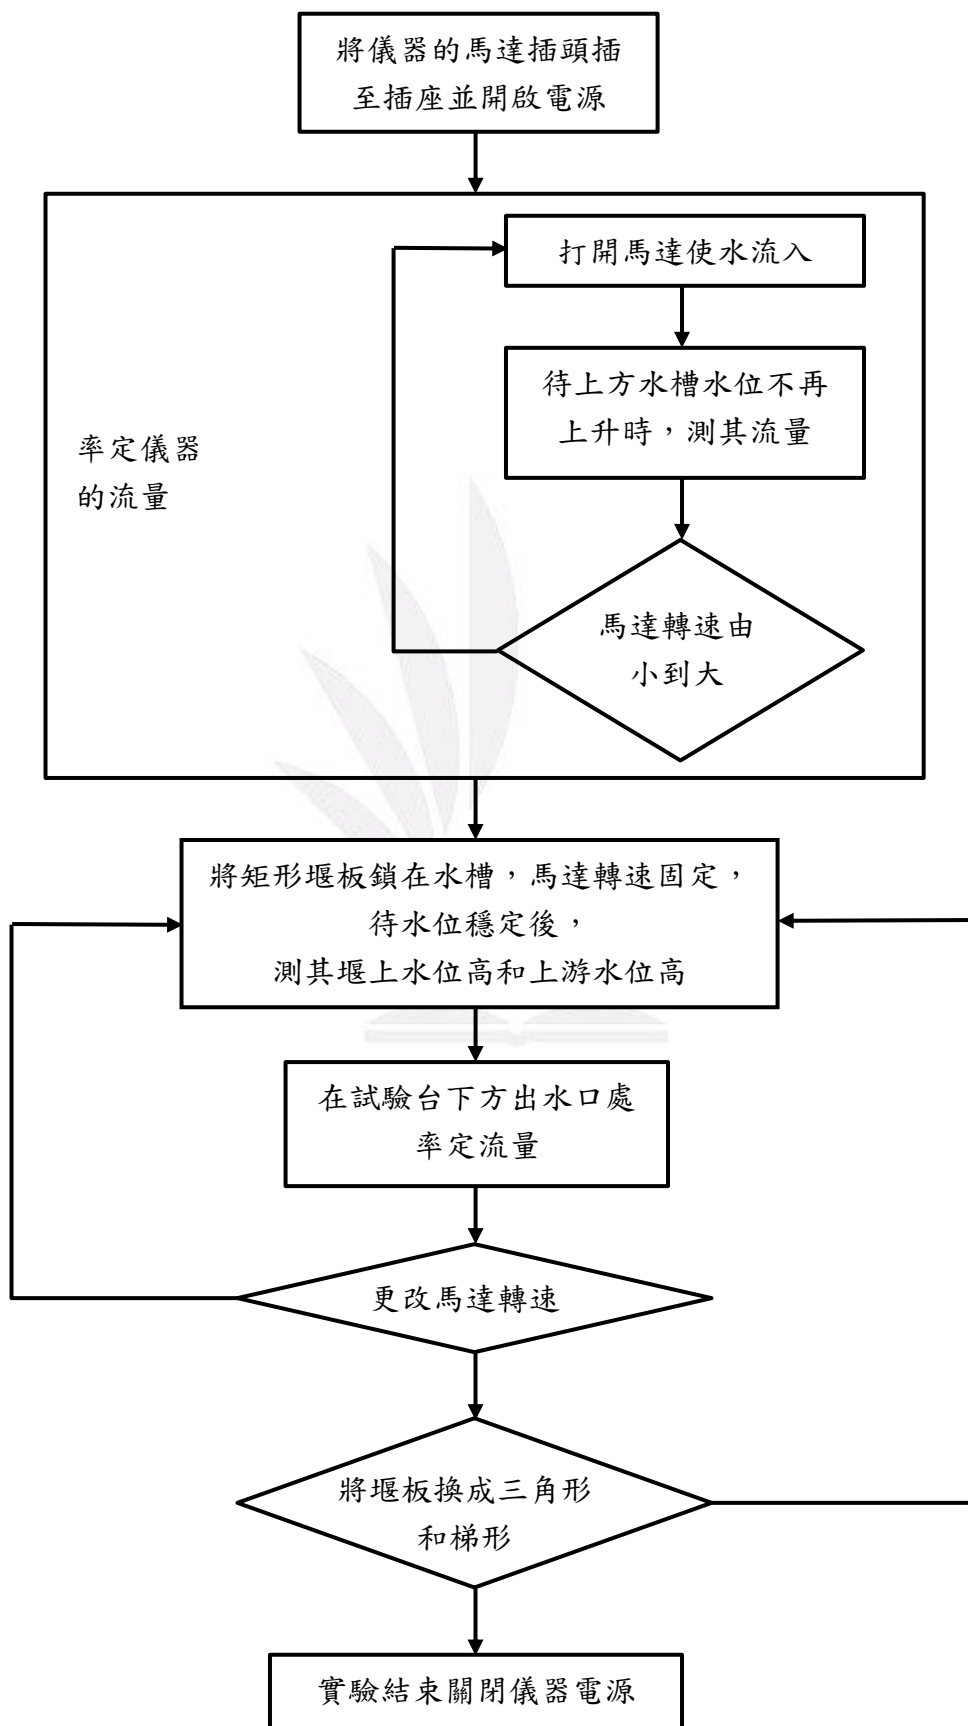 將儀器的馬達插頭插
至插座並開啟電源
打開馬達使水流入
待上方水槽水位不再
上升時，測其流量
率定儀器
的流量
馬達轉速由
小到大
將矩形堰板鎖在水槽，馬達轉速固定，
待水位穩定後，
測其堰上水位高和上游水位高
在試驗台下方出水口處
率定流量
更改馬達轉速
將堰板換成三角形
和梯形
實驗結束關閉儀器電源